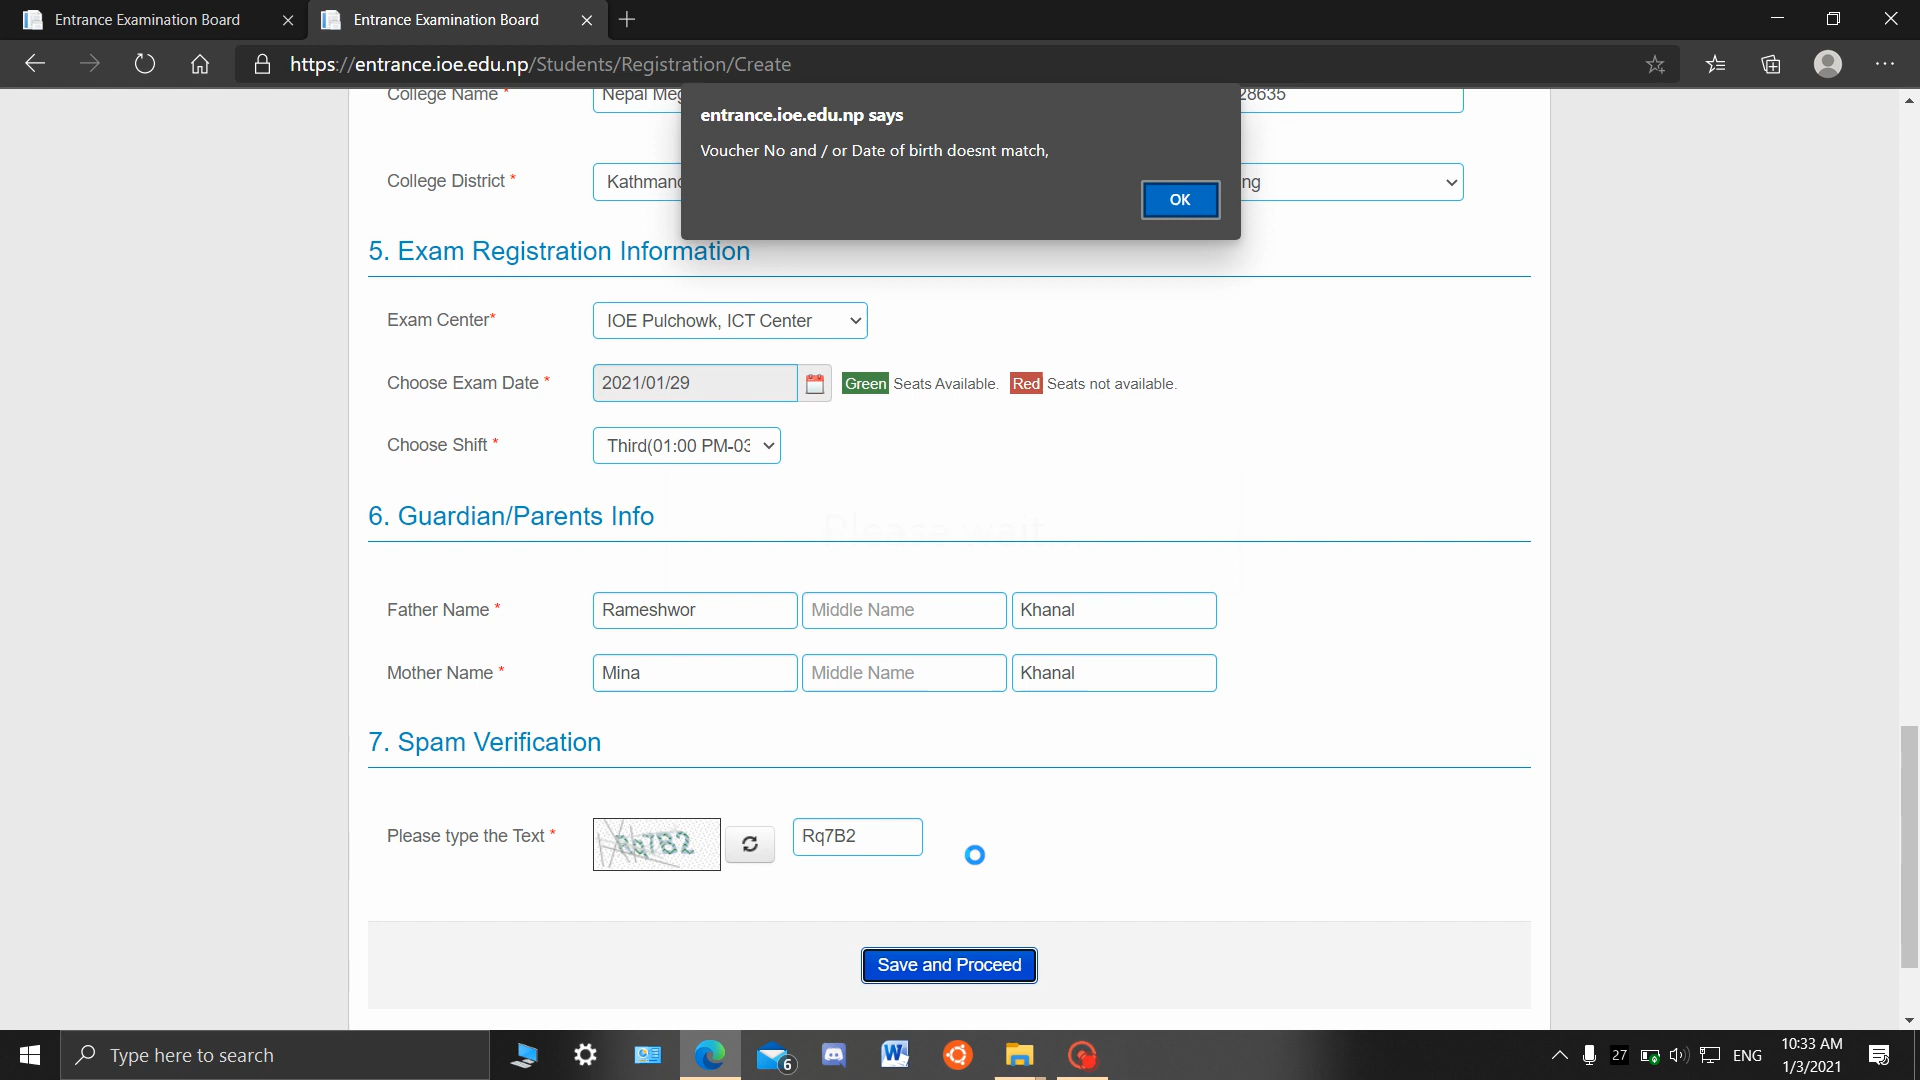 Entrance Examination Board
Entrance Examination Board
https://entrance.ioe.edu.np/Students/Registration/Create
entrance.ioe.edu.np says
Voucher No and / or Date of birth doesnt match,
OK
College Name * Nepal Meg 28635
College District * Kathmand ng
5. Exam Registration Information
Exam Center* IOE Pulchowk, ICT Center
Choose Exam Date * 2021/01/29 Green Seats Available. Red Seats not available.
Choose Shift * Third(01:00 PM-03
6. Guardian/Parents Info
Please wait...
Father Name * Rameshwor Middle Name Khanal
Mother Name * Mina Middle Name Khanal
7. Spam Verification
Please type the Text * Rq7B2 Rq7B2
Save and Proceed
Type here to search 6 27 ENG 10:33 AM
1/3/2021